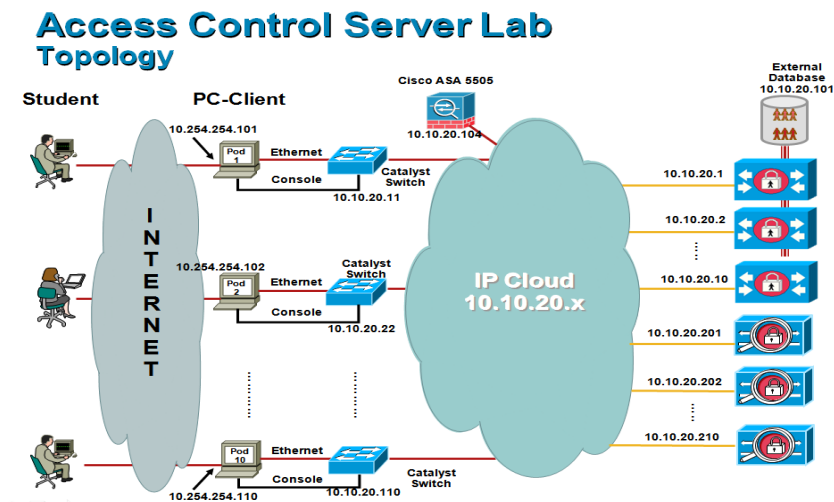 Access Control Server Lab
Topology
External
Database
10.10.20.101
Cisco ASA 5505
Student
PC-Client
10.254.254.101
10.10.20.104
Pod
1
Ethernet
Console
Catalyst
Switch
10.10.20.11
10.10.20.1
10.10.20.2
INTERNET
10.254.254.102
Pod
2
Ethernet
Console
Catalyst
Switch
10.10.20.22
IP Cloud
10.10.20.x
10.10.20.10
10.10.20.201
10.10.20.202
10.10.20.210
Pod
10
Ethernet
Console
Catalyst
Switch
10.254.254.110
10.10.20.110